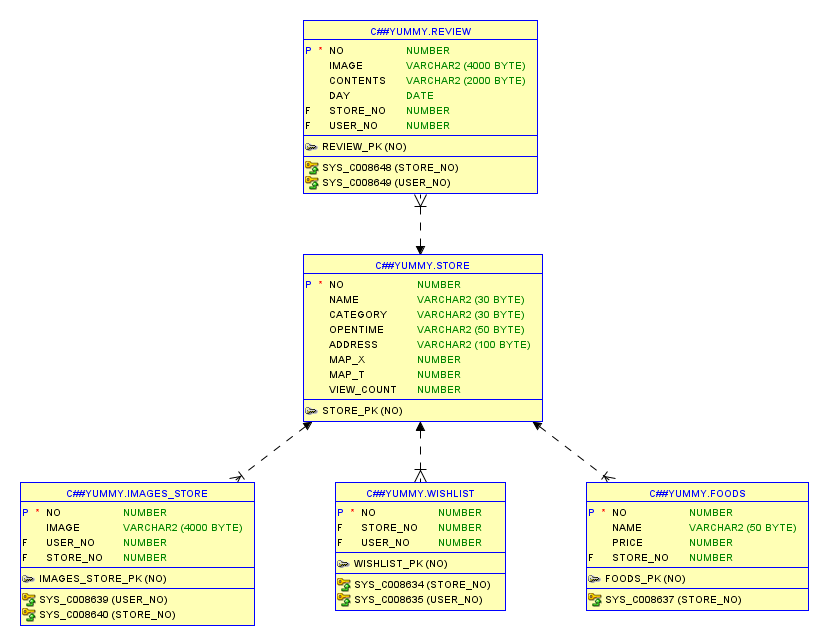 C##YUMMY.REVIEW
P * NO NUMBER
IMAGE VARCHAR2 (4000 BYTE)
CONTENTS VARCHAR2 (2000 BYTE)
DAY DATE
F STORE_NO NUMBER
F USER_NO NUMBER
REVIEW_PK (NO)
SYS_C008648 (STORE_NO)
SYS_C008649 (USER_NO)
C##YUMMY.STORE
P * NO NUMBER
NAME VARCHAR2 (30 BYTE)
CATEGORY VARCHAR2 (30 BYTE)
OPENTIME VARCHAR2 (50 BYTE)
ADDRESS VARCHAR2 (100 BYTE)
MAP_X NUMBER
MAP_T NUMBER
VIEW_COUNT NUMBER
STORE_PK (NO)
C##YUMMY.IMAGES_STORE
P * NO NUMBER
IMAGE VARCHAR2 (4000 BYTE)
F USER_NO NUMBER
F STORE_NO NUMBER
IMAGES_STORE_PK (NO)
SYS_C008639 (USER_NO)
SYS_C008640 (STORE_NO)
C##YUMMY.WISHLIST
P * NO NUMBER
F STORE_NO NUMBER
F USER_NO NUMBER
WISHLIST_PK (NO)
SYS_C008634 (STORE_NO)
SYS_C008635 (USER_NO)
C##YUMMY.FOODS
P * NO NUMBER
NAME VARCHAR2 (50 BYTE)
PRICE NUMBER
F STORE_NO NUMBER
FOODS_PK (NO)
SYS_C008637 (STORE_NO)